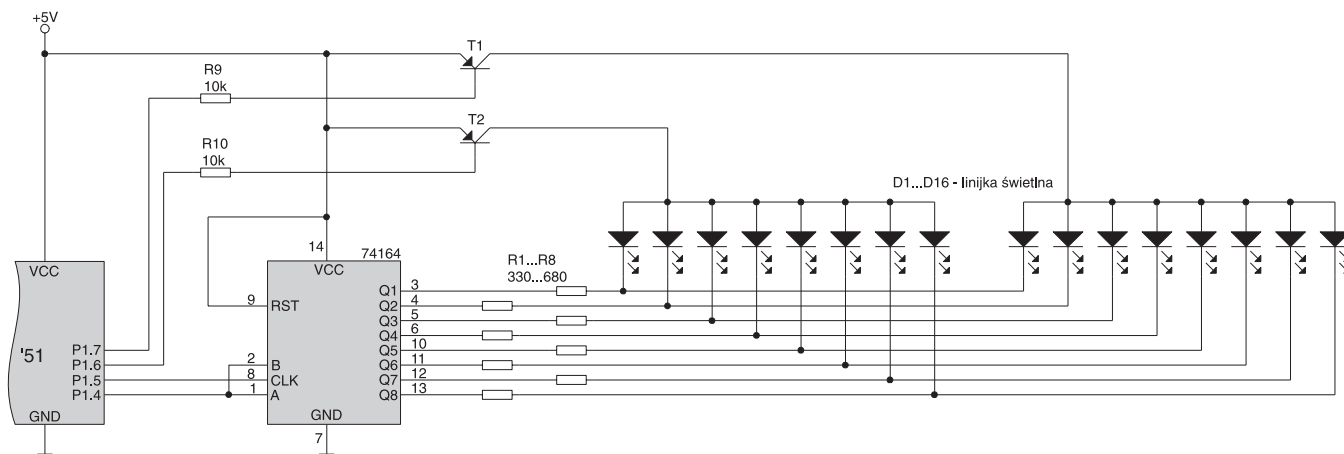 +5V
T1
R9
10k
T2
R10
10k
D1...D16 - linijka świetlna
14
74164
VCC
VCC
R1...R8
330...680
Q1
3
9
RST
Q2
4
Q3
5
Q4
6
'51
P1.7
Q5
10
P1.6
2
B
Q6
11
P1.5
8
CLK
Q7
12
P1.4
1
A
Q8
13
GND
GND
7